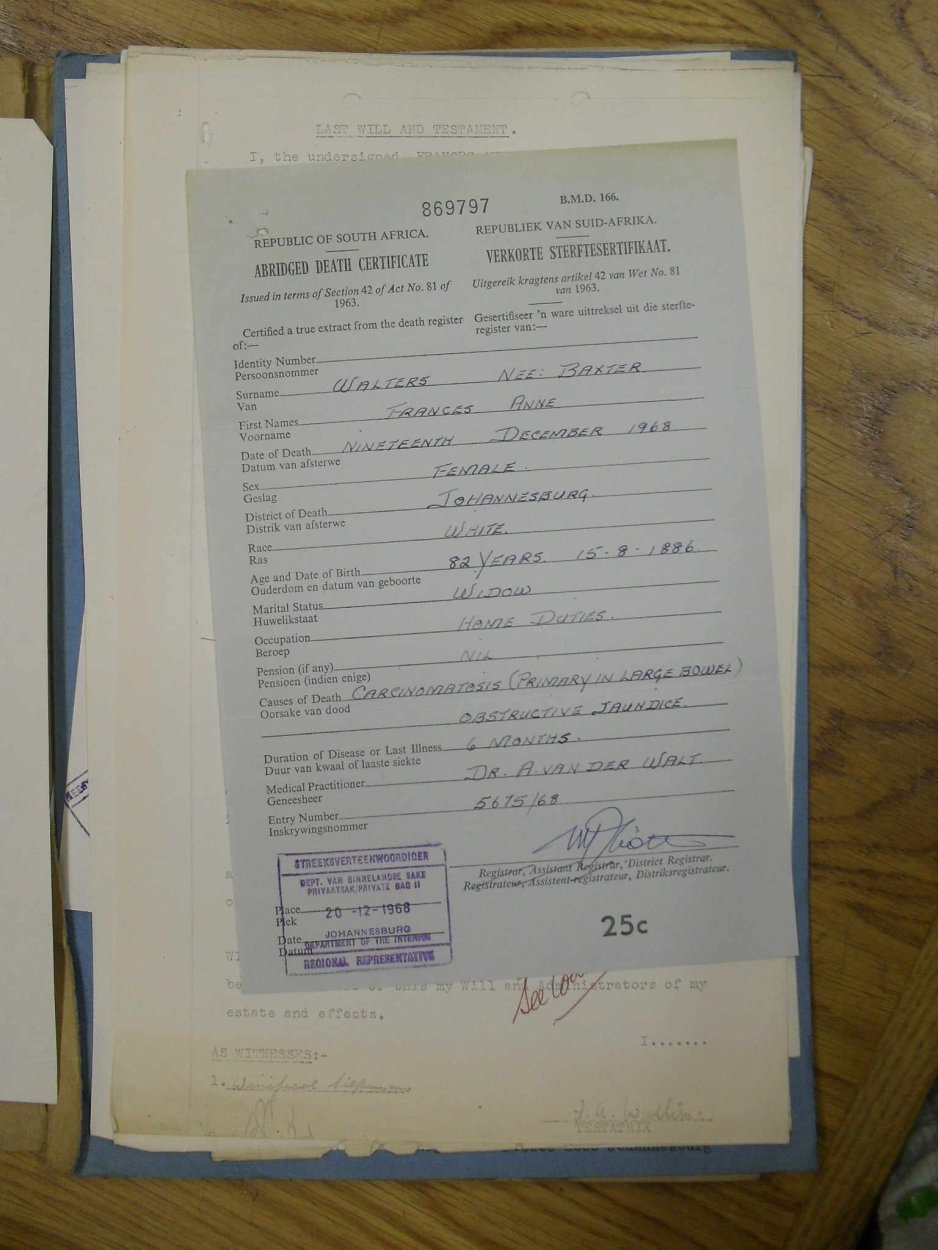 LAST WILL AND TESTAMENT.
I, the undersigned, FRANCES
869797
B.M.D. 166.
REPUBLIC OF SOUTH AFRICA.
REPUBLIEK VAN SUID-AFRIKA.
ABRIDGED DEATH CERTIFICATE
VERKORTE STERFTESERTIFIKAAT.
Issued in terms of Section 42 of Act No. 81 of
1963.
Uitgereik kragtens artikel 42 van Wet No. 81
van 1963.
Certified a true extract from the death register
of:—
Gesertifiseer 'n ware uittreksel uit die sterfte-
register van:—
Identity Number
Persoonsnommer
Surname WALTERS NEE: BAXTER
Van
First Names FRANCES ANNE
Voorname
Date of Death NINETEENTH DECEMBER 1968
Datum van afsterwe
Sex FEMALE.
Geslag
District of Death JOHANNESBURG.
Distrik van afsterwe
Race WHITE.
Ras
Age and Date of Birth 82 YEARS. 15-8-1886.
Ouderdom en datum van geboorte
Marital Status WIDOW
Huwelikstaat
Occupation HOME DUTIES.
Beroep
Pension (if any) NIL
Pensioen (indien enige)
Causes of Death CARCINOMATOSIS (PRIMARY IN LARGE BOWEL)
Oorsake van dood
OBSTRUCTIVE JAUNDICE.
Duration of Disease or Last Illness 6 MONTHS.
Duur van kwaal of laaste siekte
Medical Practitioner DR. A. VAN DER WALT
Geneesheer
Entry Number 5675/68
Inskrywingsnommer
Registrar, Assistant Registrar, District Registrar.
Registrateur, Assistent-registrateur, Distriksregistrateur.
STREEKSVERTEENWOORDIGER
DEPT. VAN BINNELANDSE SAKE
PRIVAATSAK/PRIVATE BAG 11
Place
Plek
20-12-1968
JOHANNESBURG
Date
Datum
DEPARTMENT OF THE INTERIOR
REGIONAL REPRESENTATIVE
25c
of this my Will and Administrators of my
See
estate and effects.
I.......
AS WITNESSES:-
1.
TESTATRIX